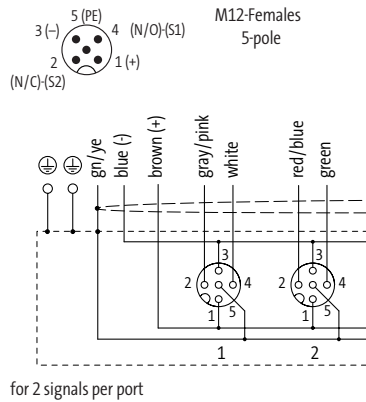 5 (PE)
3 (–)
4 (N/O)-(S1)
2
1 (+)
(N/C)-(S2)
M12-Females
5-pole
gn/ye
blue (-)
brown (+)
gray/pink
white
red/blue
green
3
2
4
1
5
3
2
4
1
5
1
2
for 2 signals per port